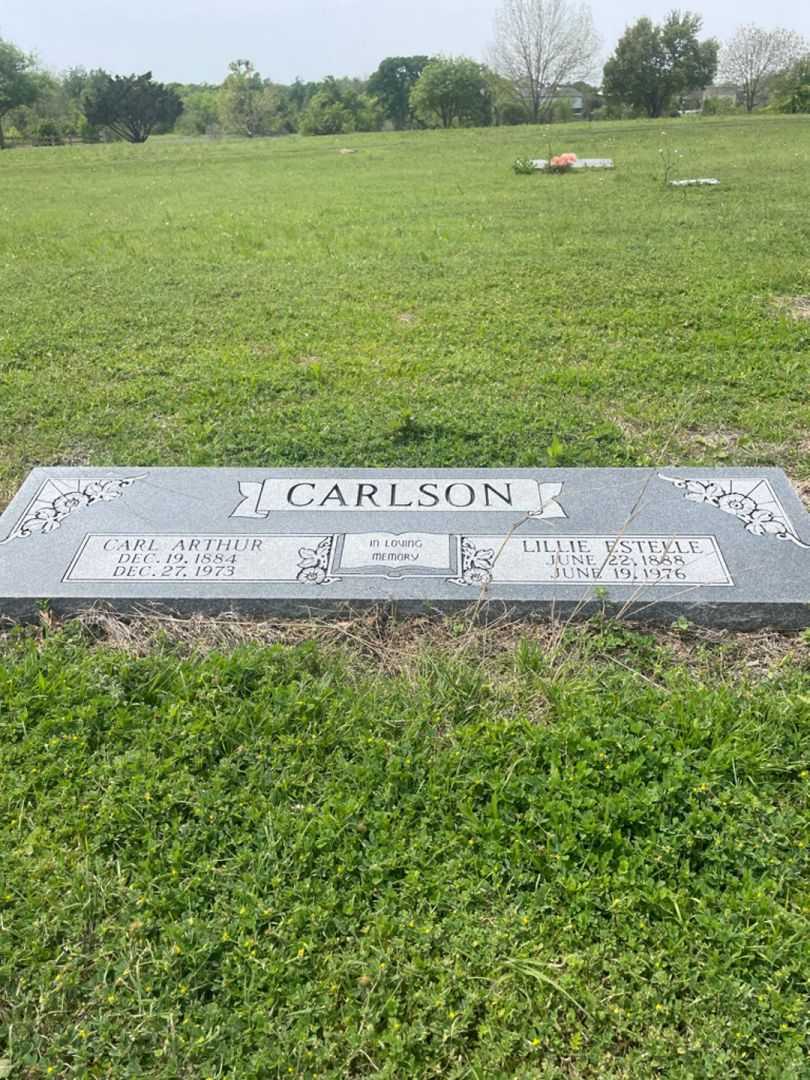 CARLSON
CARL ARTHUR
DEC. 19, 1884
DEC. 27, 1973
IN LOVING
MEMORY
LILLIE ESTELLE
JUNE 22, 1888
JUNE 19, 1976